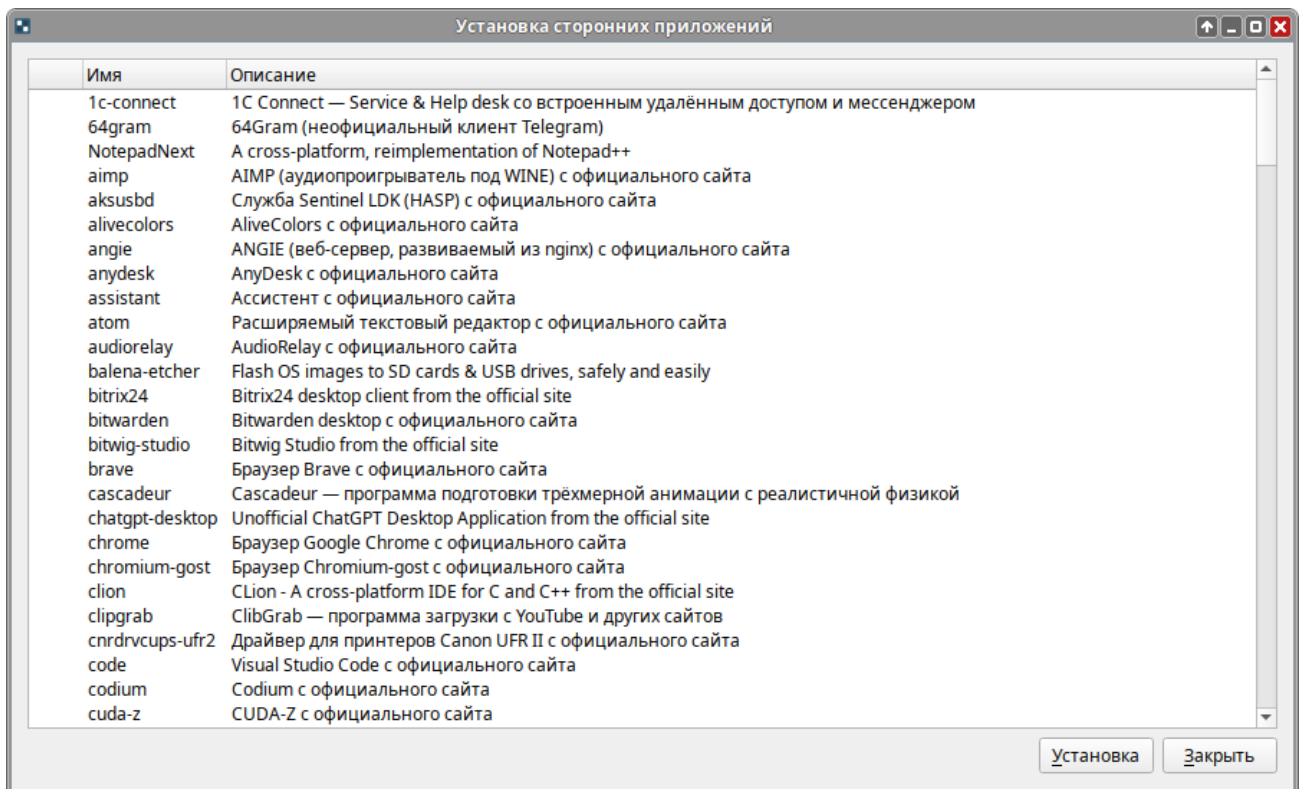 Установка сторонних приложений
Имя Описание
1c-connect 1C Connect — Service & Help desk со встроенным удалённым доступом и мессенджером
64gram 64Gram (неофициальный клиент Telegram)
NotepadNext A cross-platform, reimplementation of Notepad++
aimp AIMP (аудиопроигрыватель под WINE) с официального сайта
aksusbd Служба Sentinel LDK (HASP) с официального сайта
alivecolors AliveColors с официального сайта
angie ANGIE (веб-сервер, развиваемый из nginx) с официального сайта
anydesk AnyDesk с официального сайта
assistant Ассистент с официального сайта
atom Расширяемый текстовый редактор с официального сайта
audiorelay AudioRelay с официального сайта
balena-etcher Flash OS images to SD cards & USB drives, safely and easily
bitrix24 Bitrix24 desktop client from the official site
bitwarden Bitwarden desktop с официального сайта
bitwig-studio Bitwig Studio from the official site
brave Браузер Brave с официального сайта
cascadeur Cascadeur — программа подготовки трёхмерной анимации с реалистичной физикой
chatgpt-desktop Unofficial ChatGPT Desktop Application from the official site
chrome Браузер Google Chrome с официального сайта
chromium-gost Браузер Chromium-gost с официального сайта
clion CLion - A cross-platform IDE for C and C++ from the official site
clipgrab ClibGrab — программа загрузки с YouTube и других сайтов
cnrdrvcups-ufr2 Драйвер для принтеров Canon UFR II с официального сайта
code Visual Studio Code с официального сайта
codium Codium с официального сайта
cuda-z CUDA-Z с официального сайта
Установка Закрыть